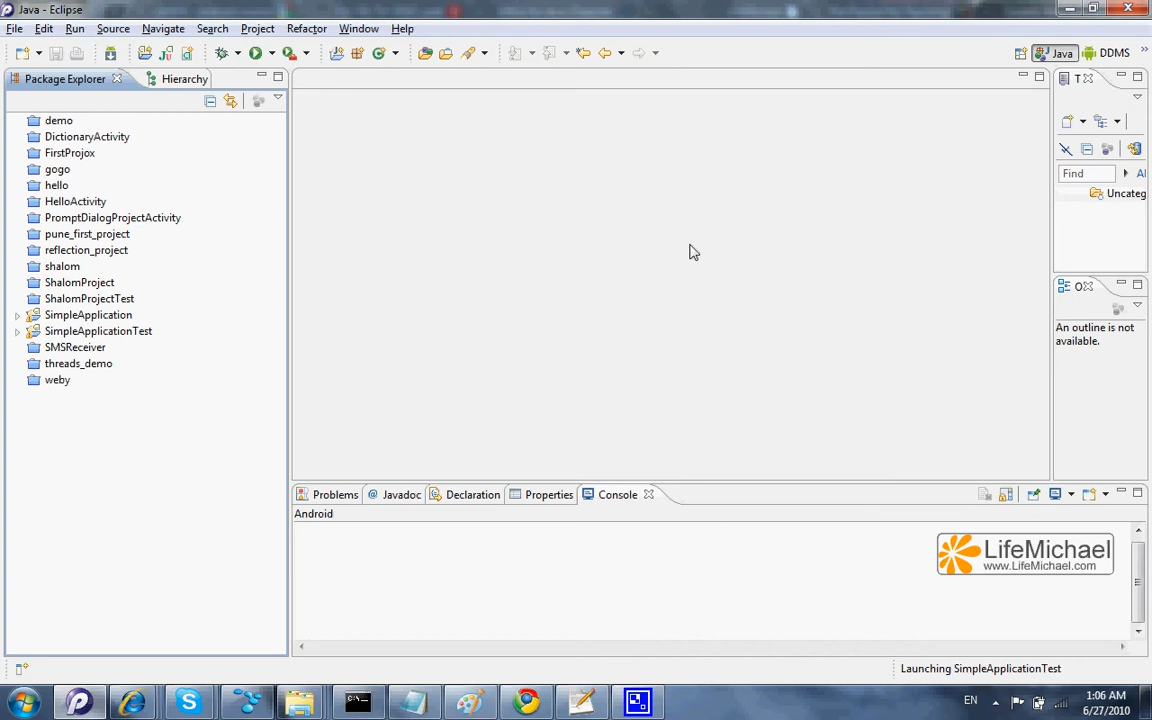 Java - Eclipse
File Edit Run Source Navigate Search Project Refactor Window Help
Java DDMS
Package Explorer Hierarchy
T
demo
DictionaryActivity
FirstProjox
gogo
hello
HelloActivity
PromptDialogProjectActivity
pune_first_project
reflection_project
shalom
ShalomProject
ShalomProjectTest
SimpleApplication
SimpleApplicationTest
SMSReceiver
threads_demo
weby
Find Al
Uncateg
O
An outline is not
available.
Problems Javadoc Declaration Properties Console
Android
LifeMichael
www.LifeMichael.com
Launching SimpleApplicationTest
EN
1:06 AM
6/27/2010